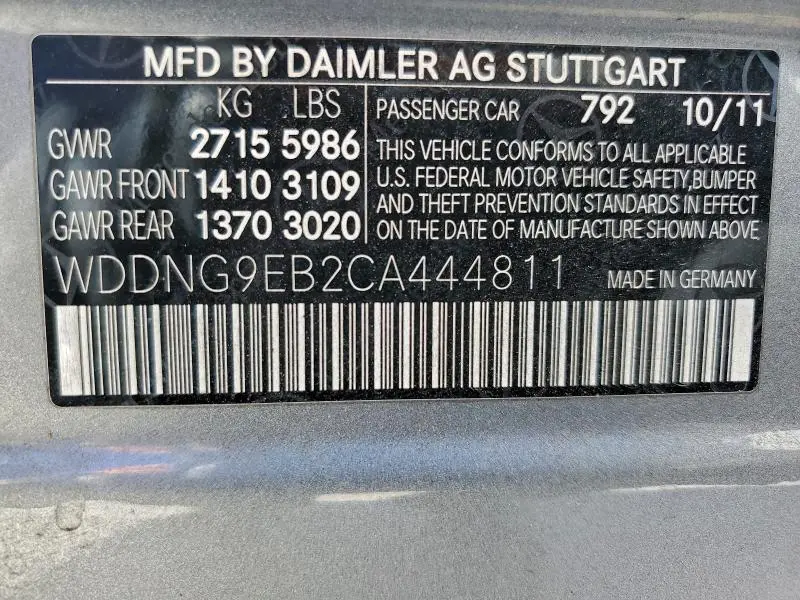 MFD BY DAIMLER AG STUTTGART
KG LBS
GVWR 2715 5986
GAWR FRONT 1410 3109
GAWR REAR 1370 3020
PASSENGER CAR 792 10/11
THIS VEHICLE CONFORMS TO ALL APPLICABLE
U.S. FEDERAL MOTOR VEHICLE SAFETY,BUMPER
AND THEFT PREVENTION STANDARDS IN EFFECT
ON THE DATE OF MANUFACTURE SHOWN ABOVE
WDDNG9EB2CA444811
MADE IN GERMANY